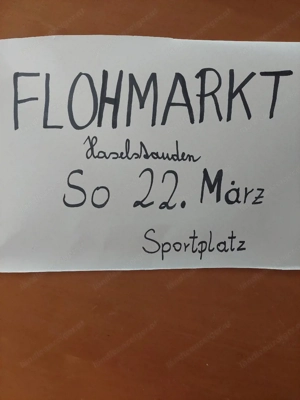 FLOHMARKT
Haselstauden
So 22. März
Sportplatz